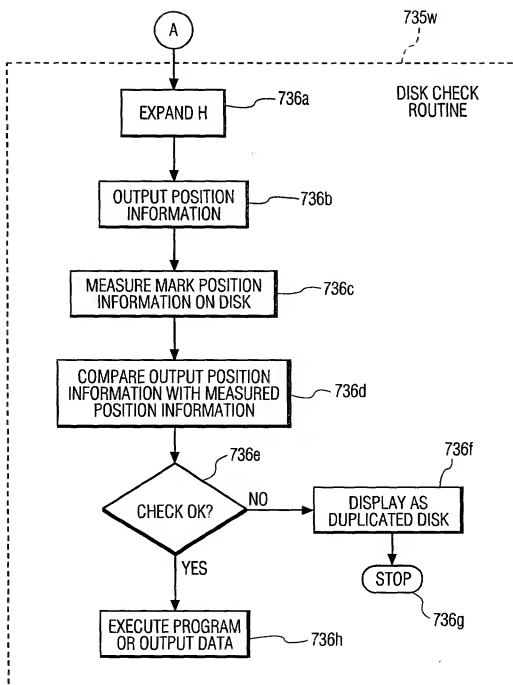 A
735w
DISK CHECK
ROUTINE
736a
EXPAND H
736b
OUTPUT POSITION
INFORMATION
736c
MEASURE MARK POSITION
INFORMATION ON DISK
736d
COMPARE OUTPUT POSITION
INFORMATION WITH MEASURED
POSITION INFORMATION
736e
CHECK OK?
NO
736f
DISPLAY AS
DUPLICATED DISK
STOP
736g
YES
EXECUTE PROGRAM
OR OUTPUT DATA
736h